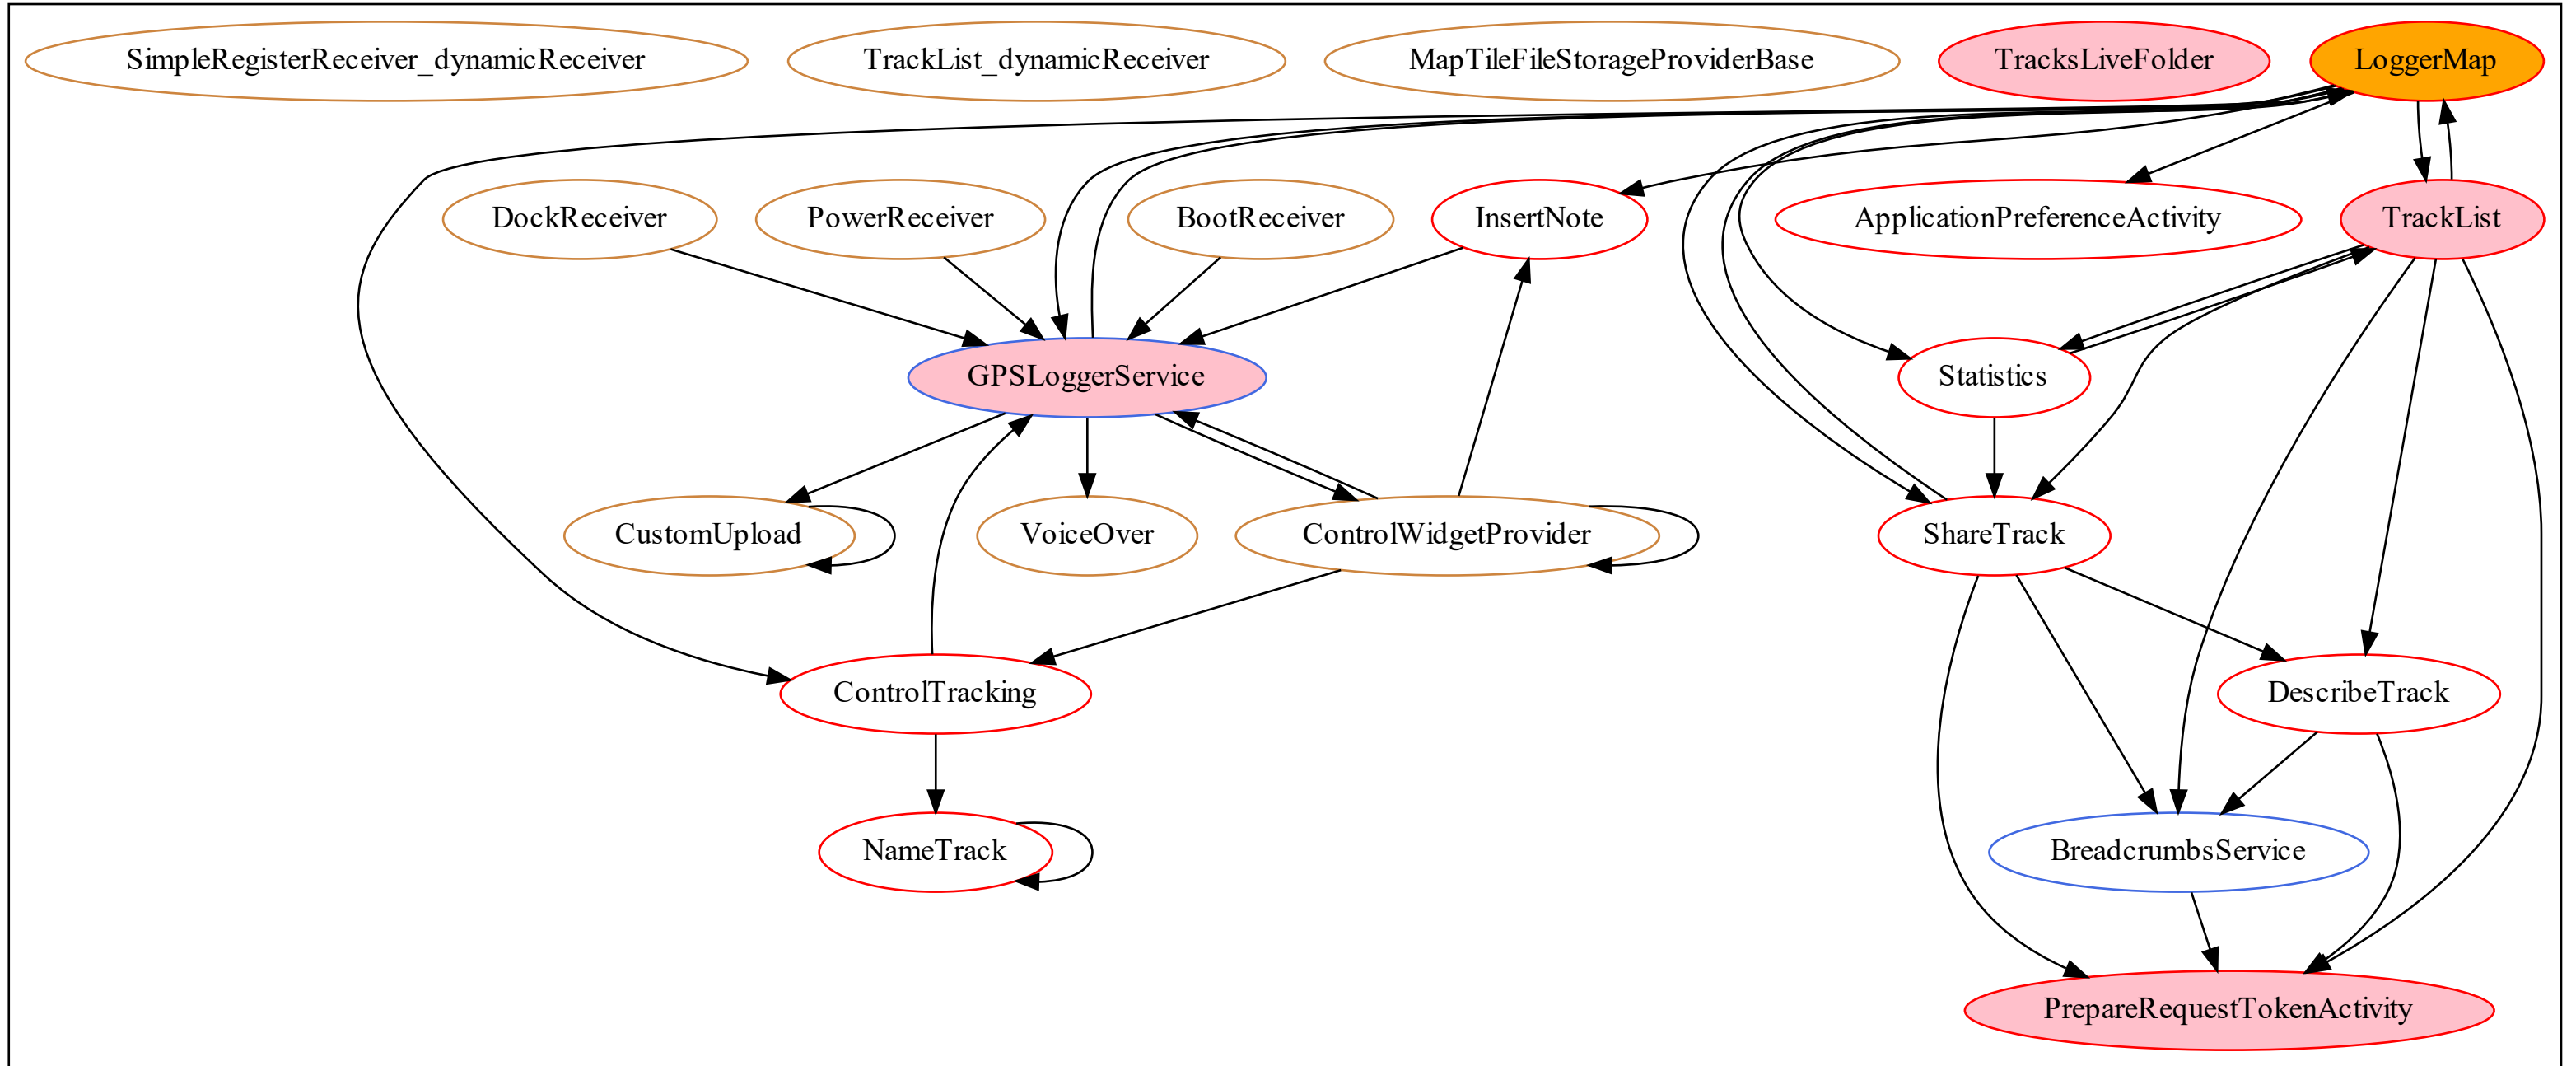 SimpleRegisterReceiver_dynamicReceiver
TrackList_dynamicReceiver
MapTileFileStorageProviderBase
TracksLiveFolder
LoggerMap
DockReceiver
PowerReceiver
BootReceiver
InsertNote
ApplicationPreferenceActivity
TrackList
GPSLoggerService
Statistics
CustomUpload
VoiceOver
ControlWidgetProvider
ShareTrack
ControlTracking
DescribeTrack
NameTrack
BreadcrumbsService
PrepareRequestTokenActivity